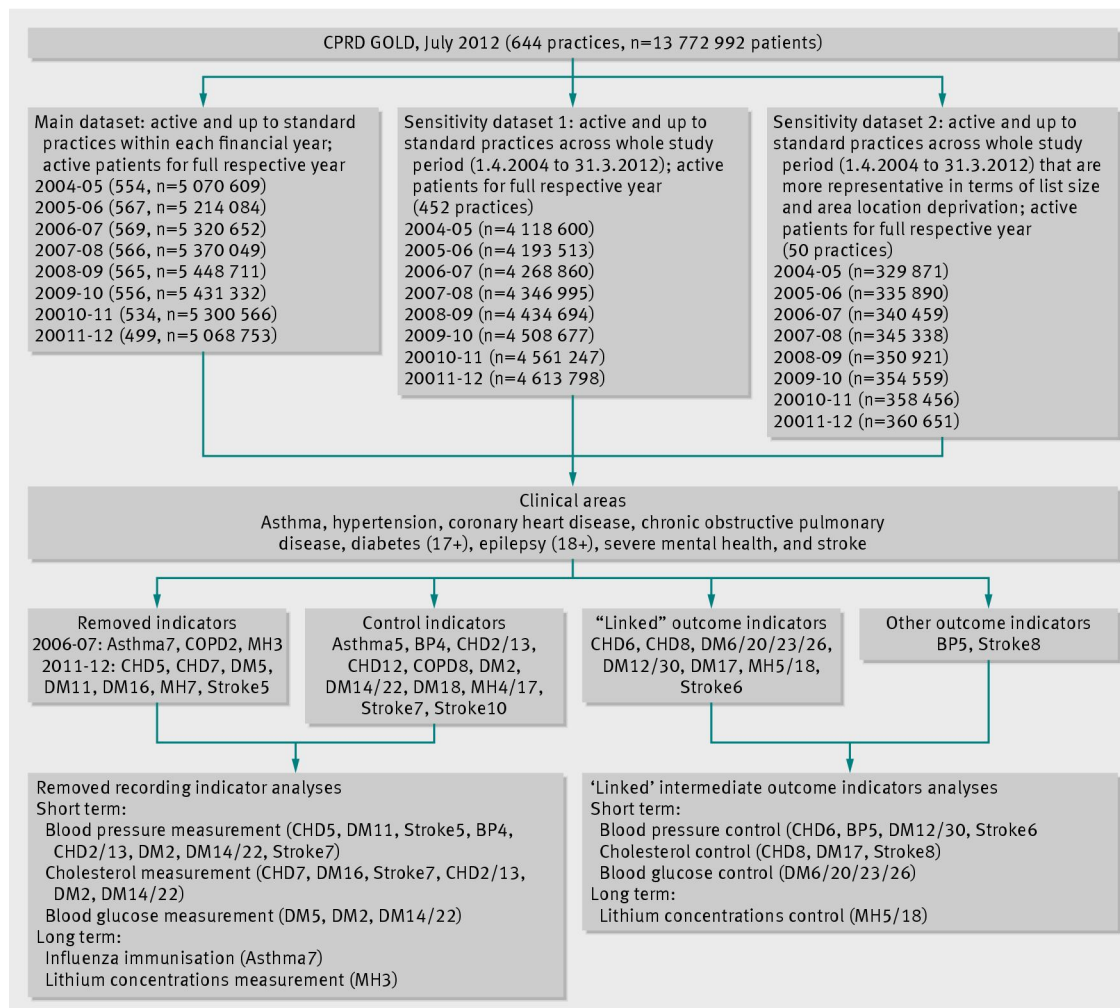 CPRD GOLD, July 2012 (644 practices, n=13 772 992 patients)
Main dataset: active and up to standard
practices within each financial year;
active patients for full respective year
2004-05 (554, n=5 070 609)
2005-06 (567, n=5 214 084)
2006-07 (569, n=5 320 652)
2007-08 (566, n=5 370 049)
2008-09 (565, n=5 448 711)
2009-10 (556, n=5 431 332)
20010-11 (534, n=5 300 566)
20011-12 (499, n=5 068 753)
Sensitivity dataset 1: active and up to
standard practices across whole study
period (1.4.2004 to 31.3.2012); active
patients for full respective year
(452 practices)
2004-05 (n=4 118 600)
2005-06 (n=4 193 513)
2006-07 (n=4 268 860)
2007-08 (n=4 346 995)
2008-09 (n=4 434 694)
2009-10 (n=4 508 677)
20010-11 (n=4 561 247)
20011-12 (n=4 613 798)
Sensitivity dataset 2: active and up to
standard practices across whole study
period (1.4.2004 to 31.3.2012) that are
more representative in terms of list size
and area location deprivation; active
patients for full respective year
(50 practices)
2004-05 (n=329 871)
2005-06 (n=335 890)
2006-07 (n=340 459)
2007-08 (n=345 338)
2008-09 (n=350 921)
2009-10 (n=354 559)
20010-11 (n=358 456)
20011-12 (n=360 651)
Clinical areas
Asthma, hypertension, coronary heart disease, chronic obstructive pulmonary
disease, diabetes (17+), epilepsy (18+), severe mental health, and stroke
Removed indicators
2006-07: Asthma7, COPD2, MH3
2011-12: CHD5, CHD7, DM5,
DM11, DM16, MH7, Stroke5
Control indicators
Asthma5, BP4, CHD2/13,
CHD12, COPD8, DM2,
DM14/22, DM18, MH4/17,
Stroke7, Stroke10
“Linked” outcome indicators
CHD6, CHD8, DM6/20/23/26,
DM12/30, DM17, MH5/18,
Stroke6
Other outcome indicators
BP5, Stroke8
Removed recording indicator analyses
Short term:
Blood pressure measurement (CHD5, DM11, Stroke5, BP4,
CHD2/13, DM2, DM14/22, Stroke7)
Cholesterol measurement (CHD7, DM16, Stroke7, CHD2/13,
DM2, DM14/22)
Blood glucose measurement (DM5, DM2, DM14/22)
Long term:
Influenza immunisation (Asthma7)
Lithium concentrations measurement (MH3)
‘Linked’ intermediate outcome indicators analyses
Short term:
Blood pressure control (CHD6, BP5, DM12/30, Stroke6
Cholesterol control (CHD8, DM17, Stroke8)
Blood glucose control (DM6/20/23/26)
Long term:
Lithium concentrations control (MH5/18)